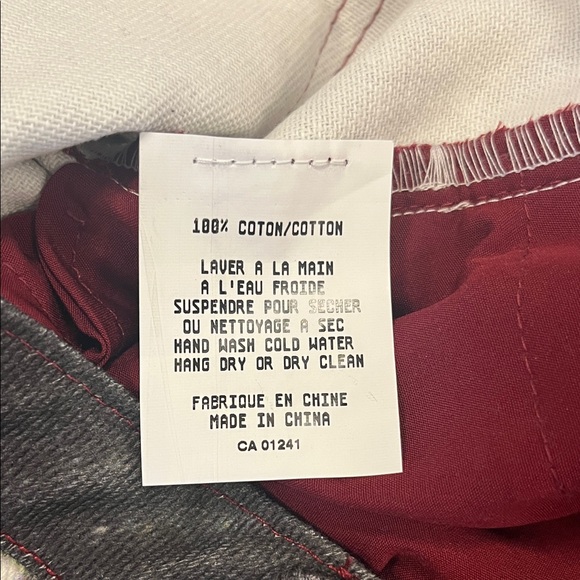 100% COTON/COTTON
LAVER A LA MAIN
A L'EAU FROIDE
SUSPENDRE POUR SECHER
OU NETTOYAGE A SEC
HAND WASH COLD WATER
HANG DRY OR DRY CLEAN
FABRIQUE EN CHINE
MADE IN CHINA
CA 01241